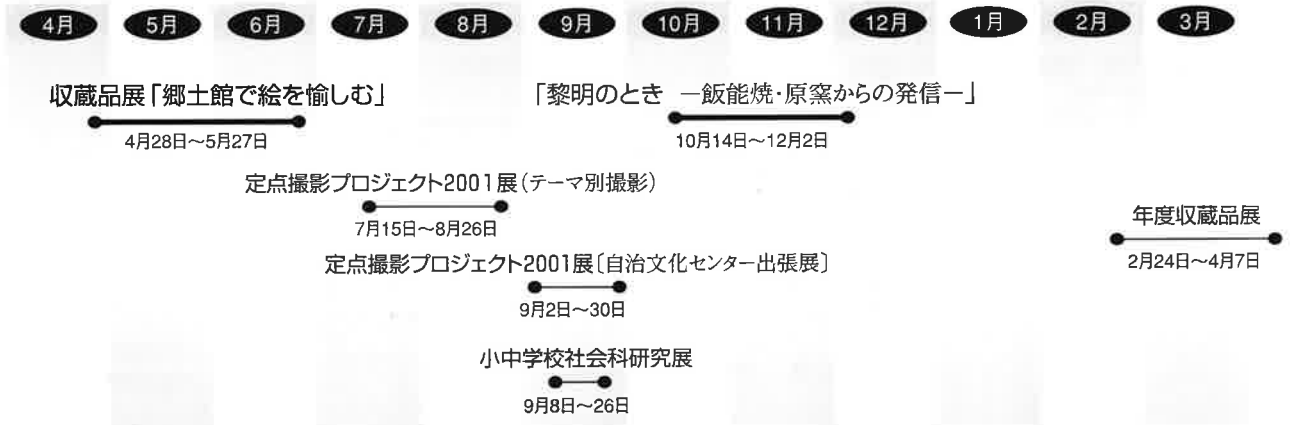 4月 5月 6月 7月 8月 9月 10月 11月 12月 1月 2月 3月
収蔵品展「郷土館で絵を愉しむ」
4月28日～5月27日
「黎明のとき －飯能焼・原窯からの発信－」
10月14日～12月2日
定点撮影プロジェクト2001展(テーマ別撮影)
7月15日～8月26日
年度収蔵品展
2月24日～4月7日
定点撮影プロジェクト2001展〔自治文化センター出張展〕
9月2日～30日
小中学校社会科研究展
9月8日～26日